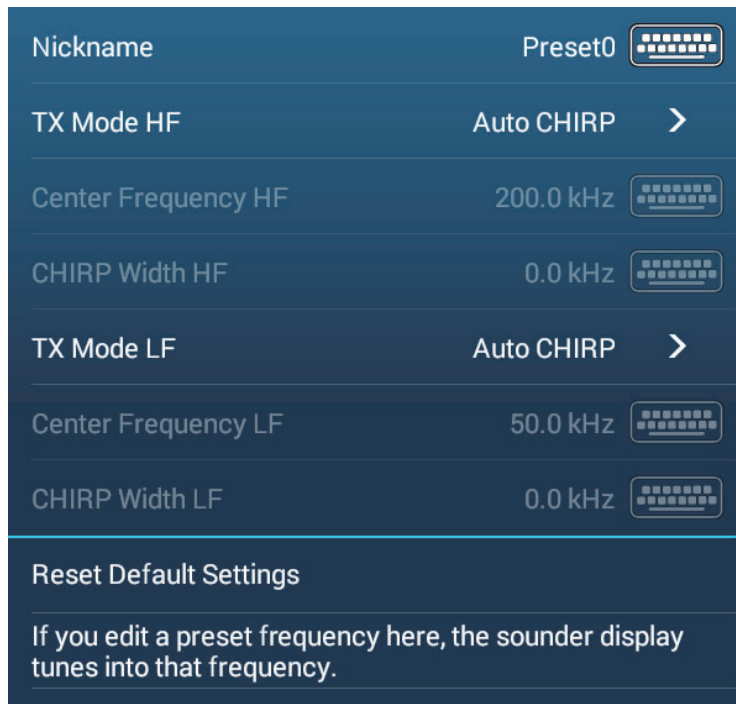 Nickname Preset0
TX Mode HF Auto CHIRP
Center Frequency HF 200.0 kHz
CHIRP Width HF 0.0 kHz
TX Mode LF Auto CHIRP
Center Frequency LF 50.0 kHz
CHIRP Width LF 0.0 kHz
Reset Default Settings
If you edit a preset frequency here, the sounder display
tunes into that frequency.